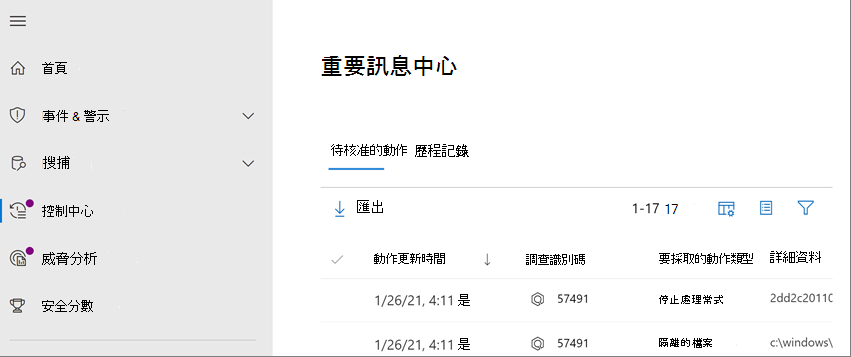 首頁
事件 & 警示
搜捕
控制中心
威脅分析
安全分數
重要訊息中心
待核准的動作 歷程記錄
匯出 1-17 17
動作更新時間 調查識別碼 要採取的動作類型 詳細資料
1/26/21, 4:11 是 57491 停止處理常式 2dd2c20110
1/26/21, 4:11 是 57491 隔離的檔案 c:\windows\